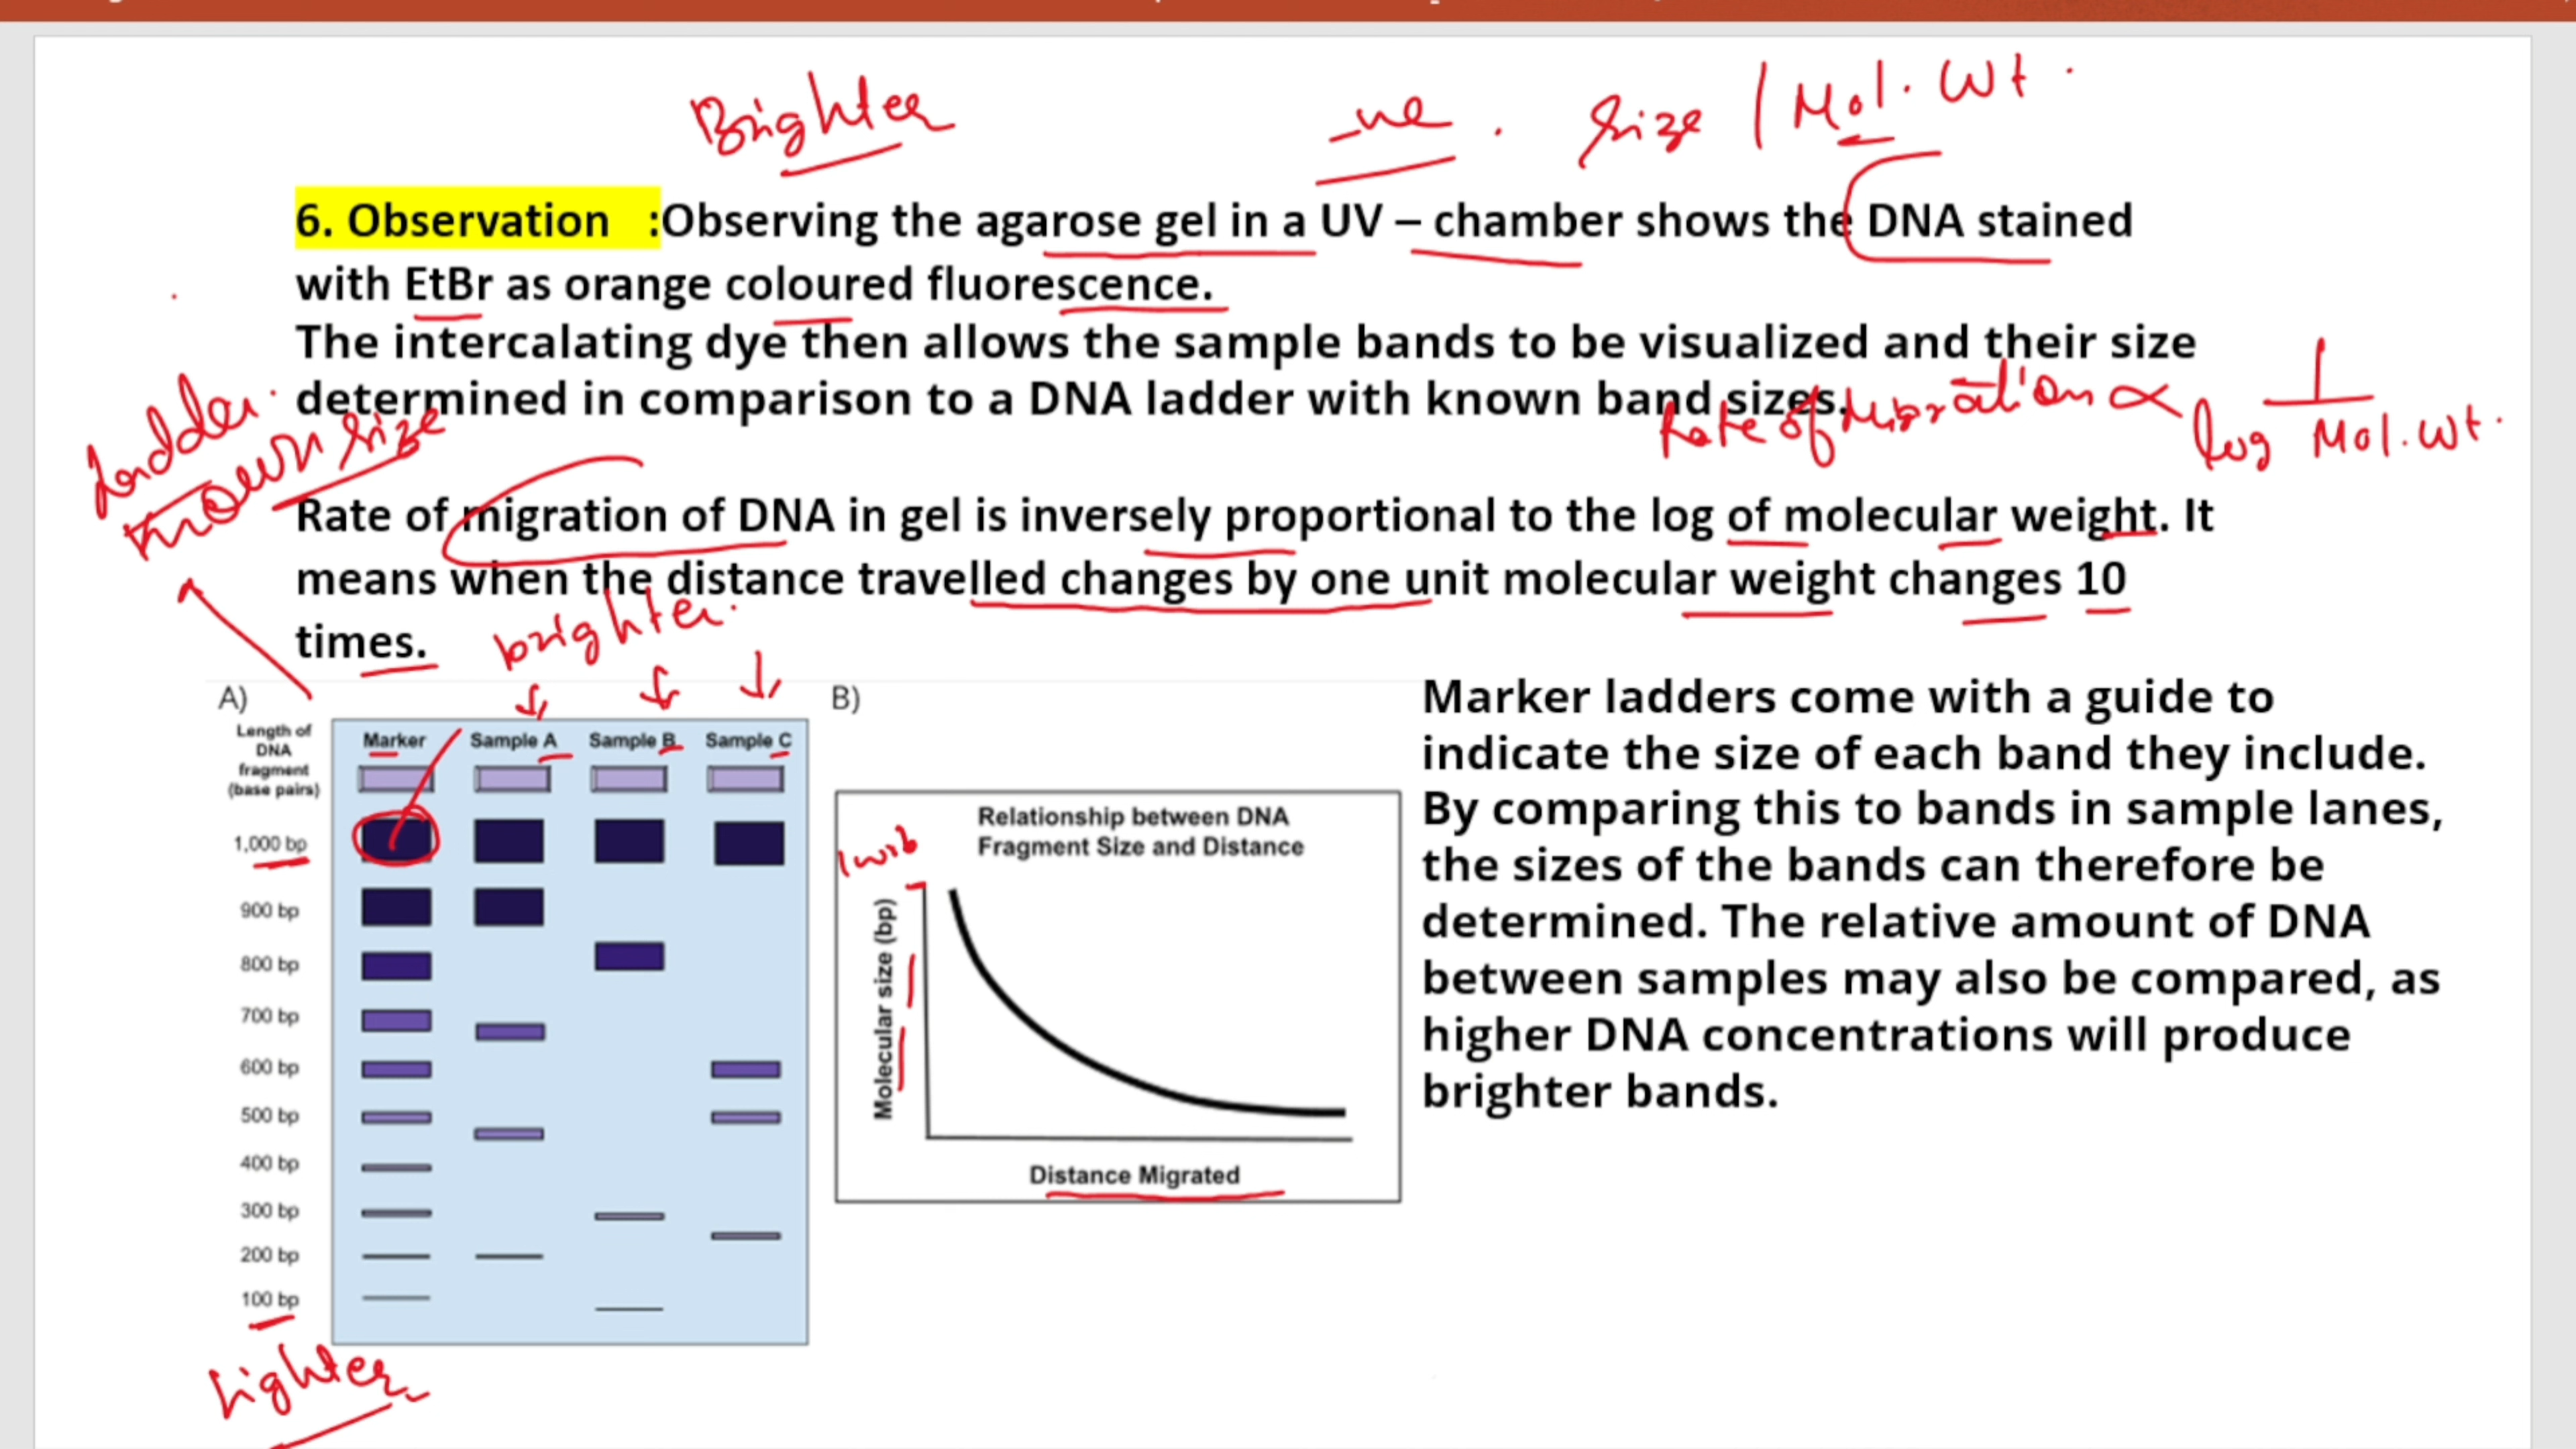 Brighter
-ve. Size / Mol. Wt.
6. Observation :Observing the agarose gel in a UV – chamber shows the DNA stained
with EtBr as orange coloured fluorescence.
The intercalating dye then allows the sample bands to be visualized and their size
determined in comparison to a DNA ladder with known band sizes.
Rate of Migration ∝ log 1 / Mol. Wt.
Ladder.
known size
Rate of migration of DNA in gel is inversely proportional to the log of molecular weight. It
means when the distance travelled changes by one unit molecular weight changes 10
times.
brighter.
A)
Length of
DNA
fragment
(base pairs)
Marker Sample A Sample B Sample C
1,000 bp
900 bp
800 bp
700 bp
600 bp
500 bp
400 bp
300 bp
200 bp
100 bp
Lighter
B)
Relationship between DNA
Fragment Size and Distance
Molecular size (bp)
Distance Migrated
Marker ladders come with a guide to
indicate the size of each band they include.
By comparing this to bands in sample lanes,
the sizes of the bands can therefore be
determined. The relative amount of DNA
between samples may also be compared, as
higher DNA concentrations will produce
brighter bands.